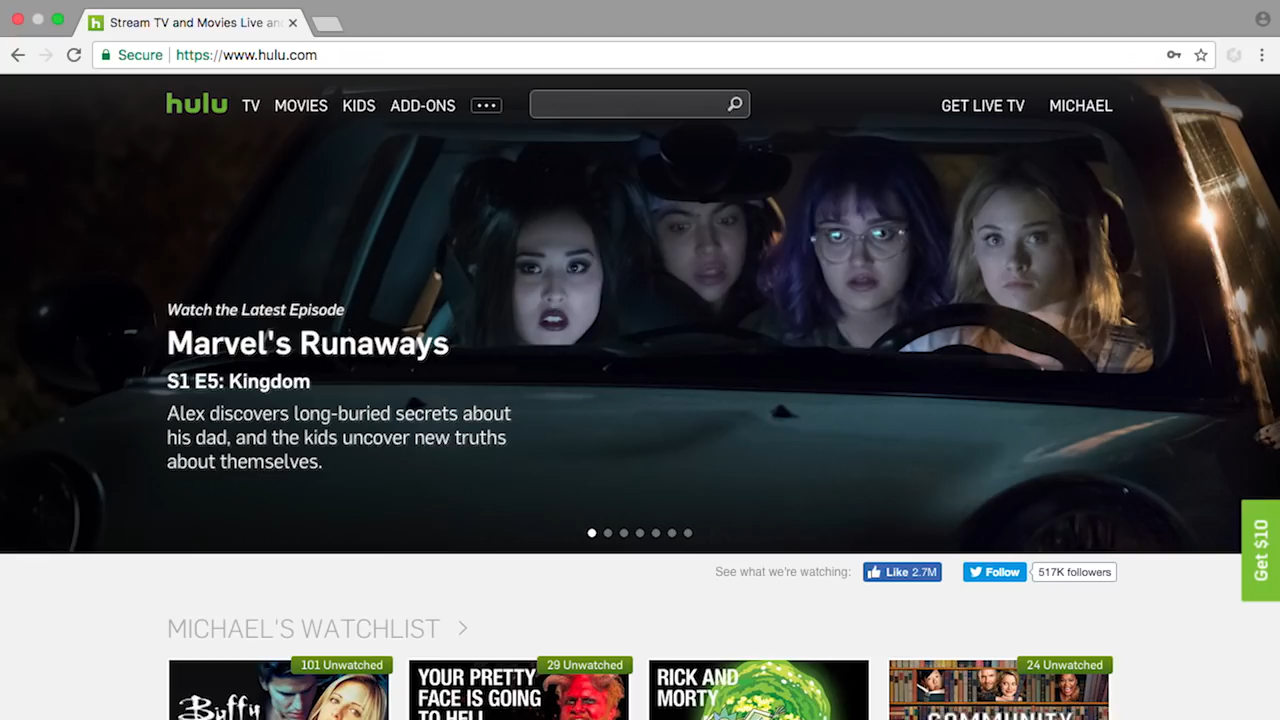 Stream TV and Movies Live and
Secure
https://www.hulu.com
hulu TV MOVIES KIDS ADD-ONS
GET LIVE TV MICHAEL
Watch the Latest Episode
Marvel's Runaways
S1 E5: Kingdom
Alex discovers long-buried secrets about
his dad, and the kids uncover new truths
about themselves.
Get $10
See what we're watching: Like 2.7M Follow 517K followers
MICHAEL'S WATCHLIST
101 Unwatched
Buffy
29 Unwatched
YOUR PRETTY
FACE IS GOING
TO HELL
RICK AND
MORTY
24 Unwatched
COMMUNITY